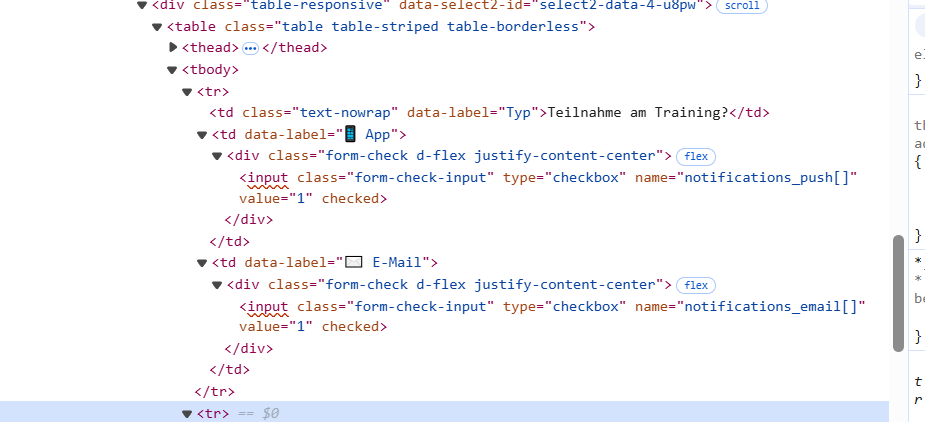 <div class="table-responsive" data-select2-id="select2-data-4-u8pw"> scroll
<table class="table table-striped table-borderless">
<thead> ••• </thead>
<tbody>
<tr>
<td class="text-nowrap" data-label="Typ">Teilnahme am Training?</td>
<td data-label="📱 App">
<div class="form-check d-flex justify-content-center"> flex
<input class="form-check-input" type="checkbox" name="notifications_push[]"
value="1" checked>
</div>
</td>
<td data-label="✉️ E-Mail">
<div class="form-check d-flex justify-content-center"> flex
<input class="form-check-input" type="checkbox" name="notifications_email[]"
value="1" checked>
</div>
</td>
</tr>
<tr> == $0
}
{
}
*
*
}